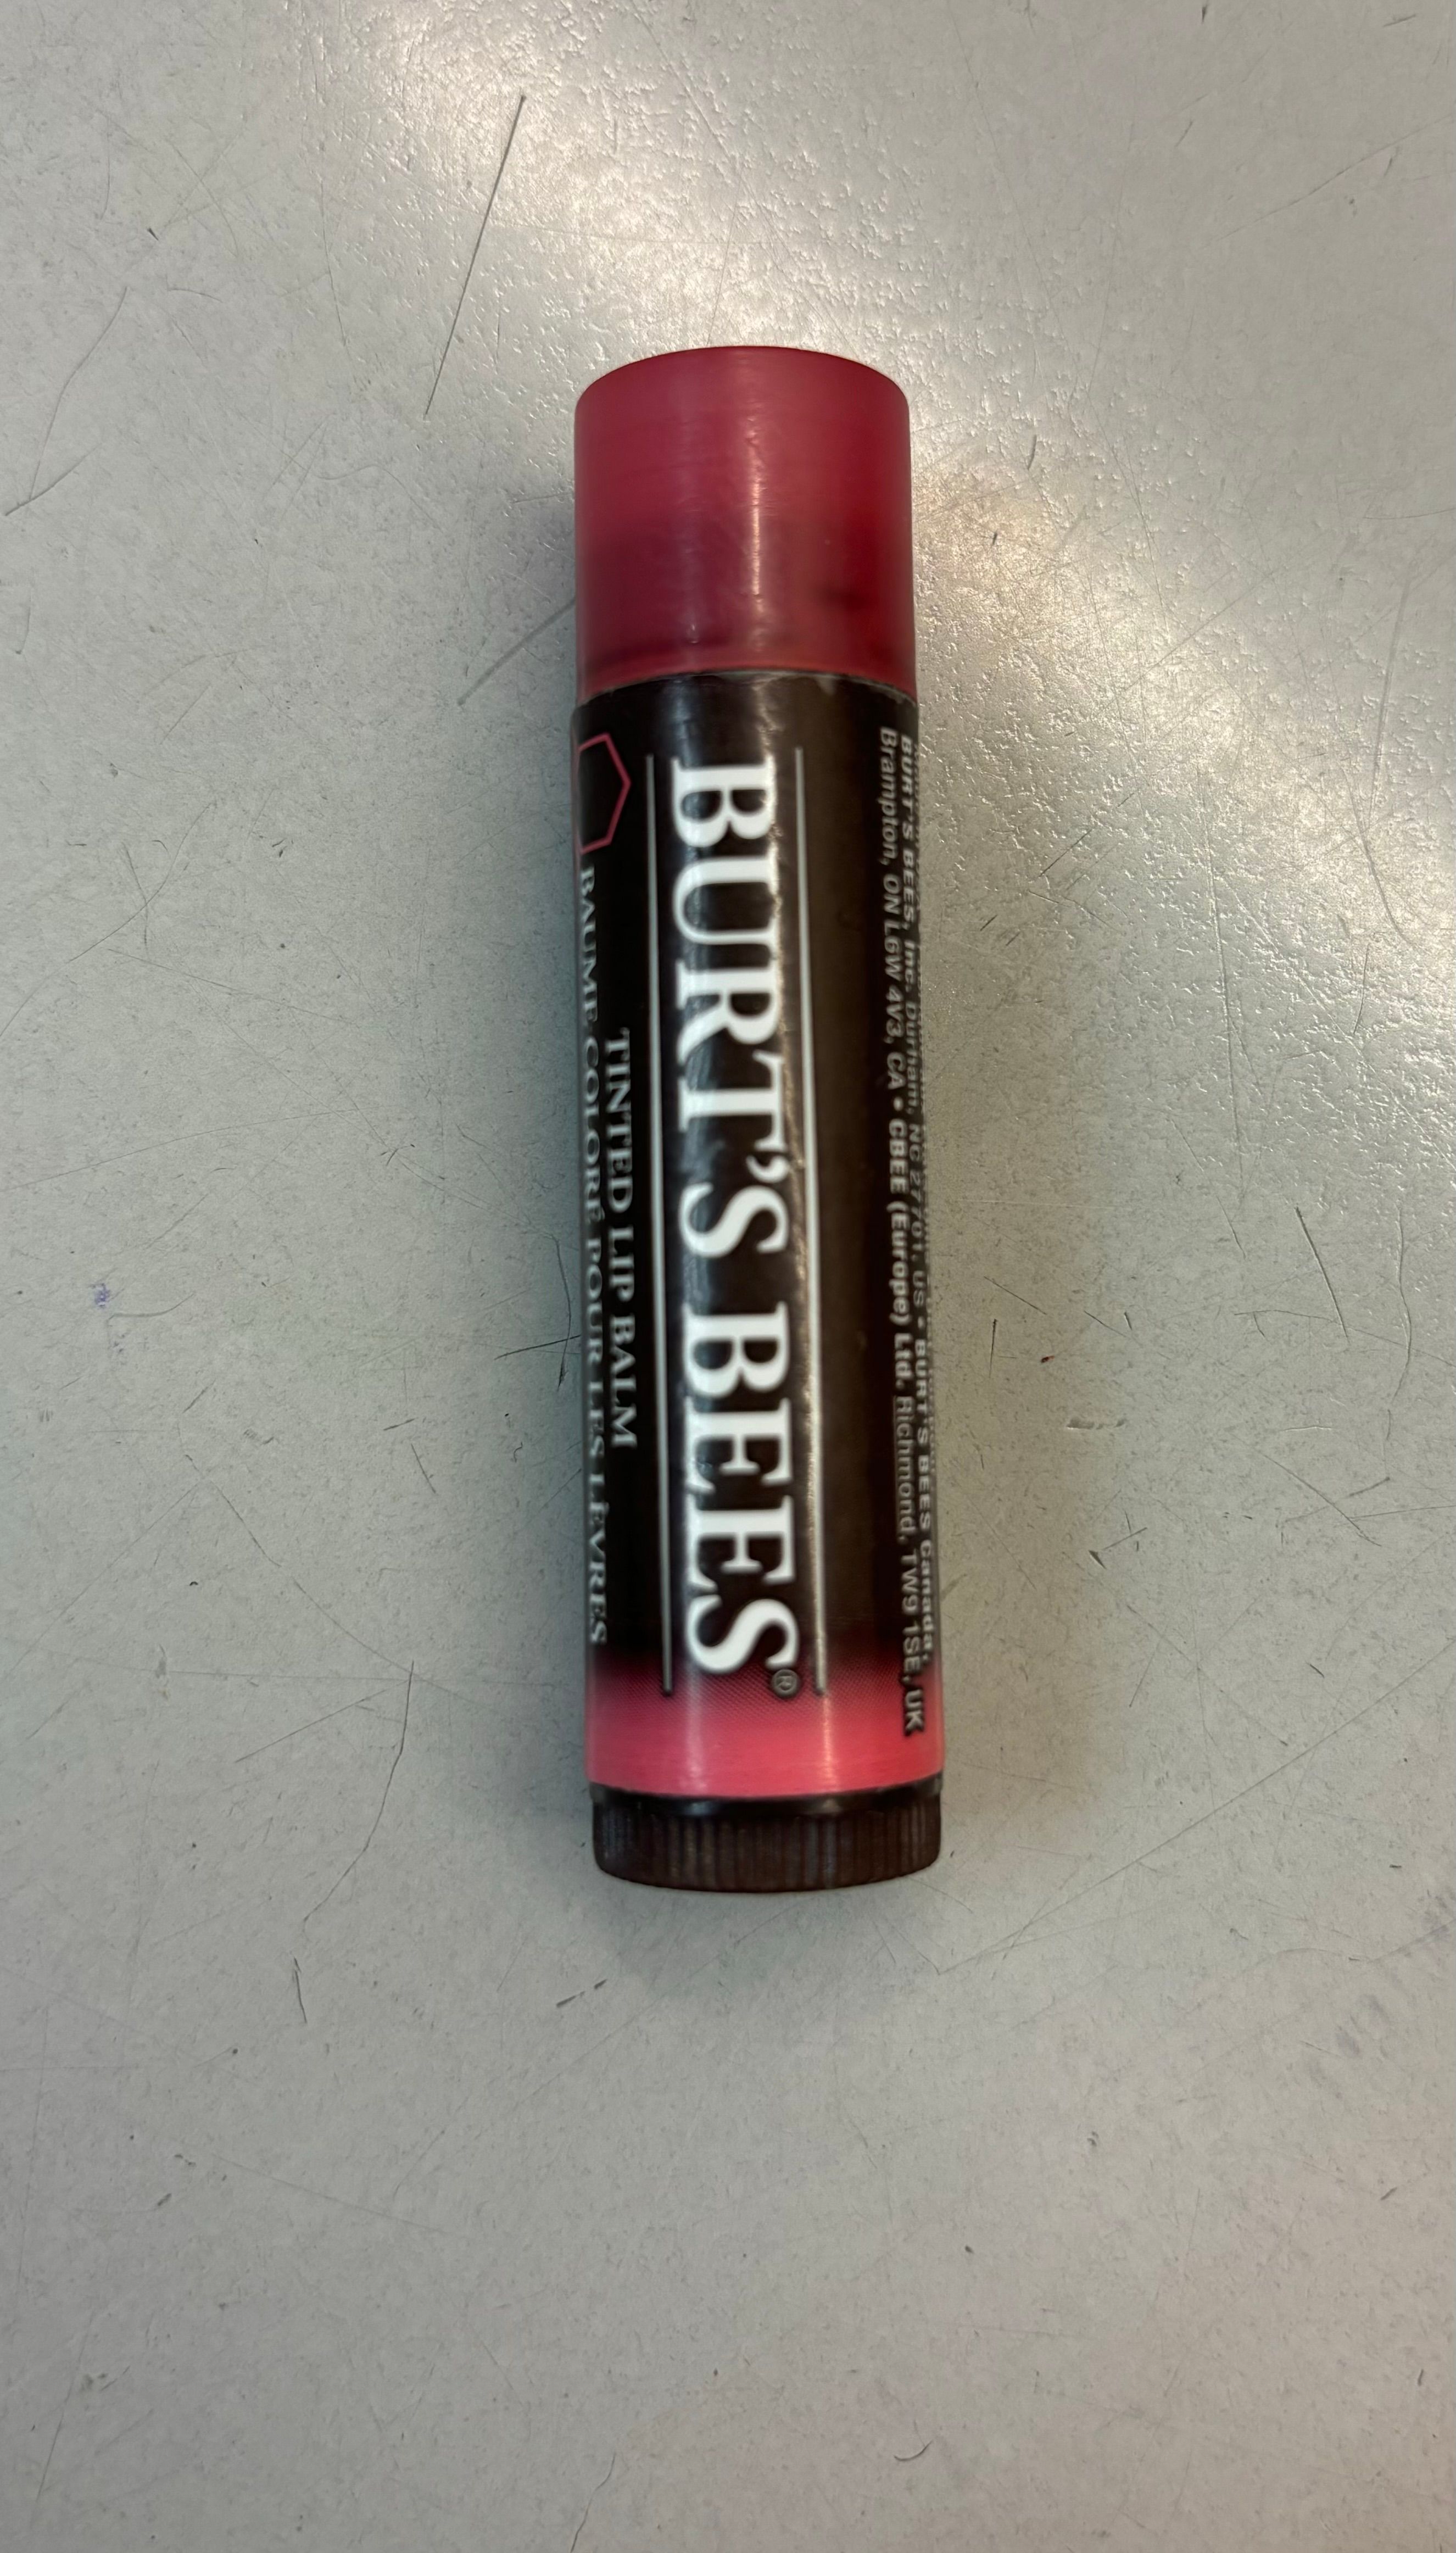 BURT'S BEES®
TINTED LIP BALM
BAUME COLORÉ POUR LES LÈVRES
BURT'S BEES, Inc. Durham, NC 27701, US • BURT'S BEES Canada,
Brampton, ON L6W 4V3, CA • CBEE (Europe) Ltd. Richmond, TW9 1SE, UK